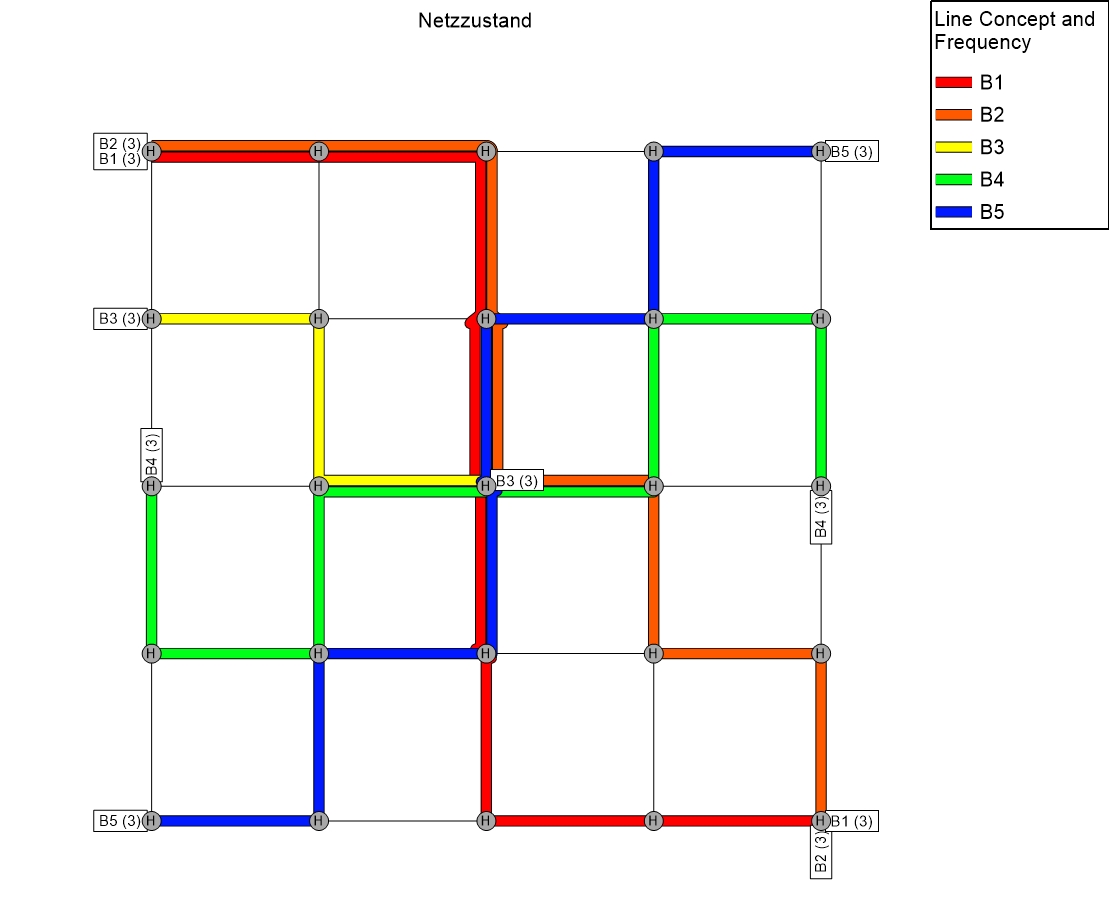 Netzzustand
Line Concept and
Frequency
B1
B2
B3
B4
B5
B2 (3)
B1 (3)
H
H
H
H
H
B5 (3)
B3 (3)
H
H
H
H
H
B4 (3)
H
H
H
B3 (3)
H
H
B4 (3)
H
H
H
H
H
B5 (3)
H
H
H
H
H
B1 (3)
B2 (3)